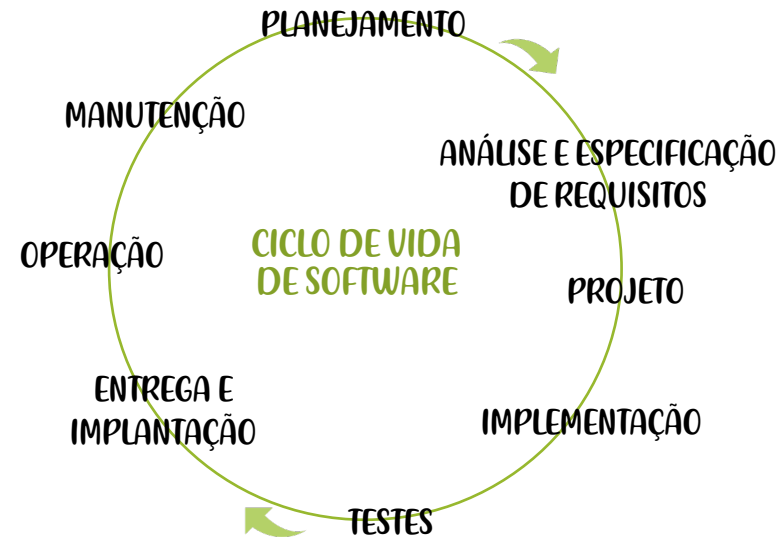 PLANEJAMENTO
ANÁLISE E ESPECIFICAÇÃO
DE REQUISITOS
PROJETO
IMPLEMENTAÇÃO
TESTES
ENTREGA E
IMPLANTAÇÃO
OPERAÇÃO
MANUTENÇÃO
CICLO DE VIDA
DE SOFTWARE